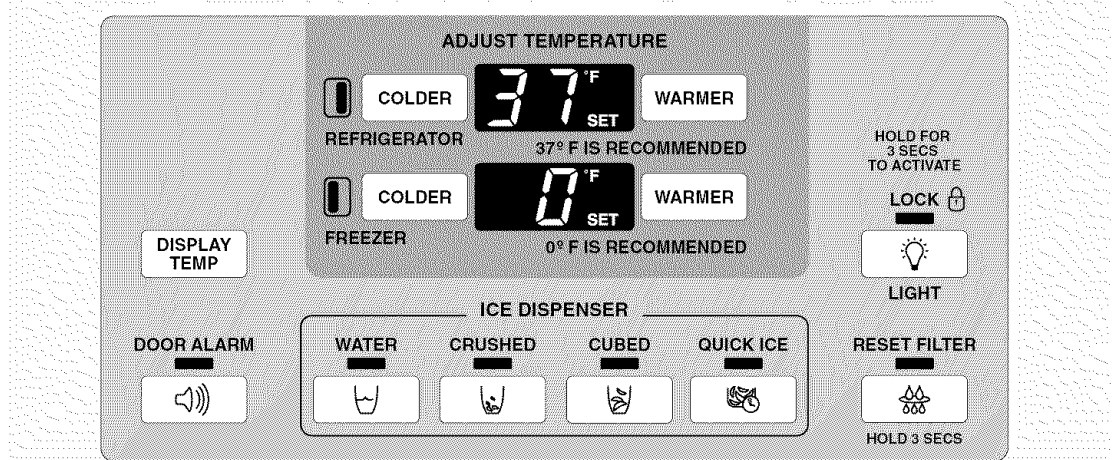 ADJUST TEMPERATURE
COLDER
37 °F
SET
WARMER
REFRIGERATOR
37º F IS RECOMMENDED
COLDER
0 °F
SET
WARMER
FREEZER
0º F IS RECOMMENDED
DISPLAY
TEMP
HOLD FOR
3 SECS
TO ACTIVATE
LOCK
LIGHT
ICE DISPENSER
DOOR ALARM
WATER
CRUSHED
CUBED
QUICK ICE
RESET FILTER
HOLD 3 SECS